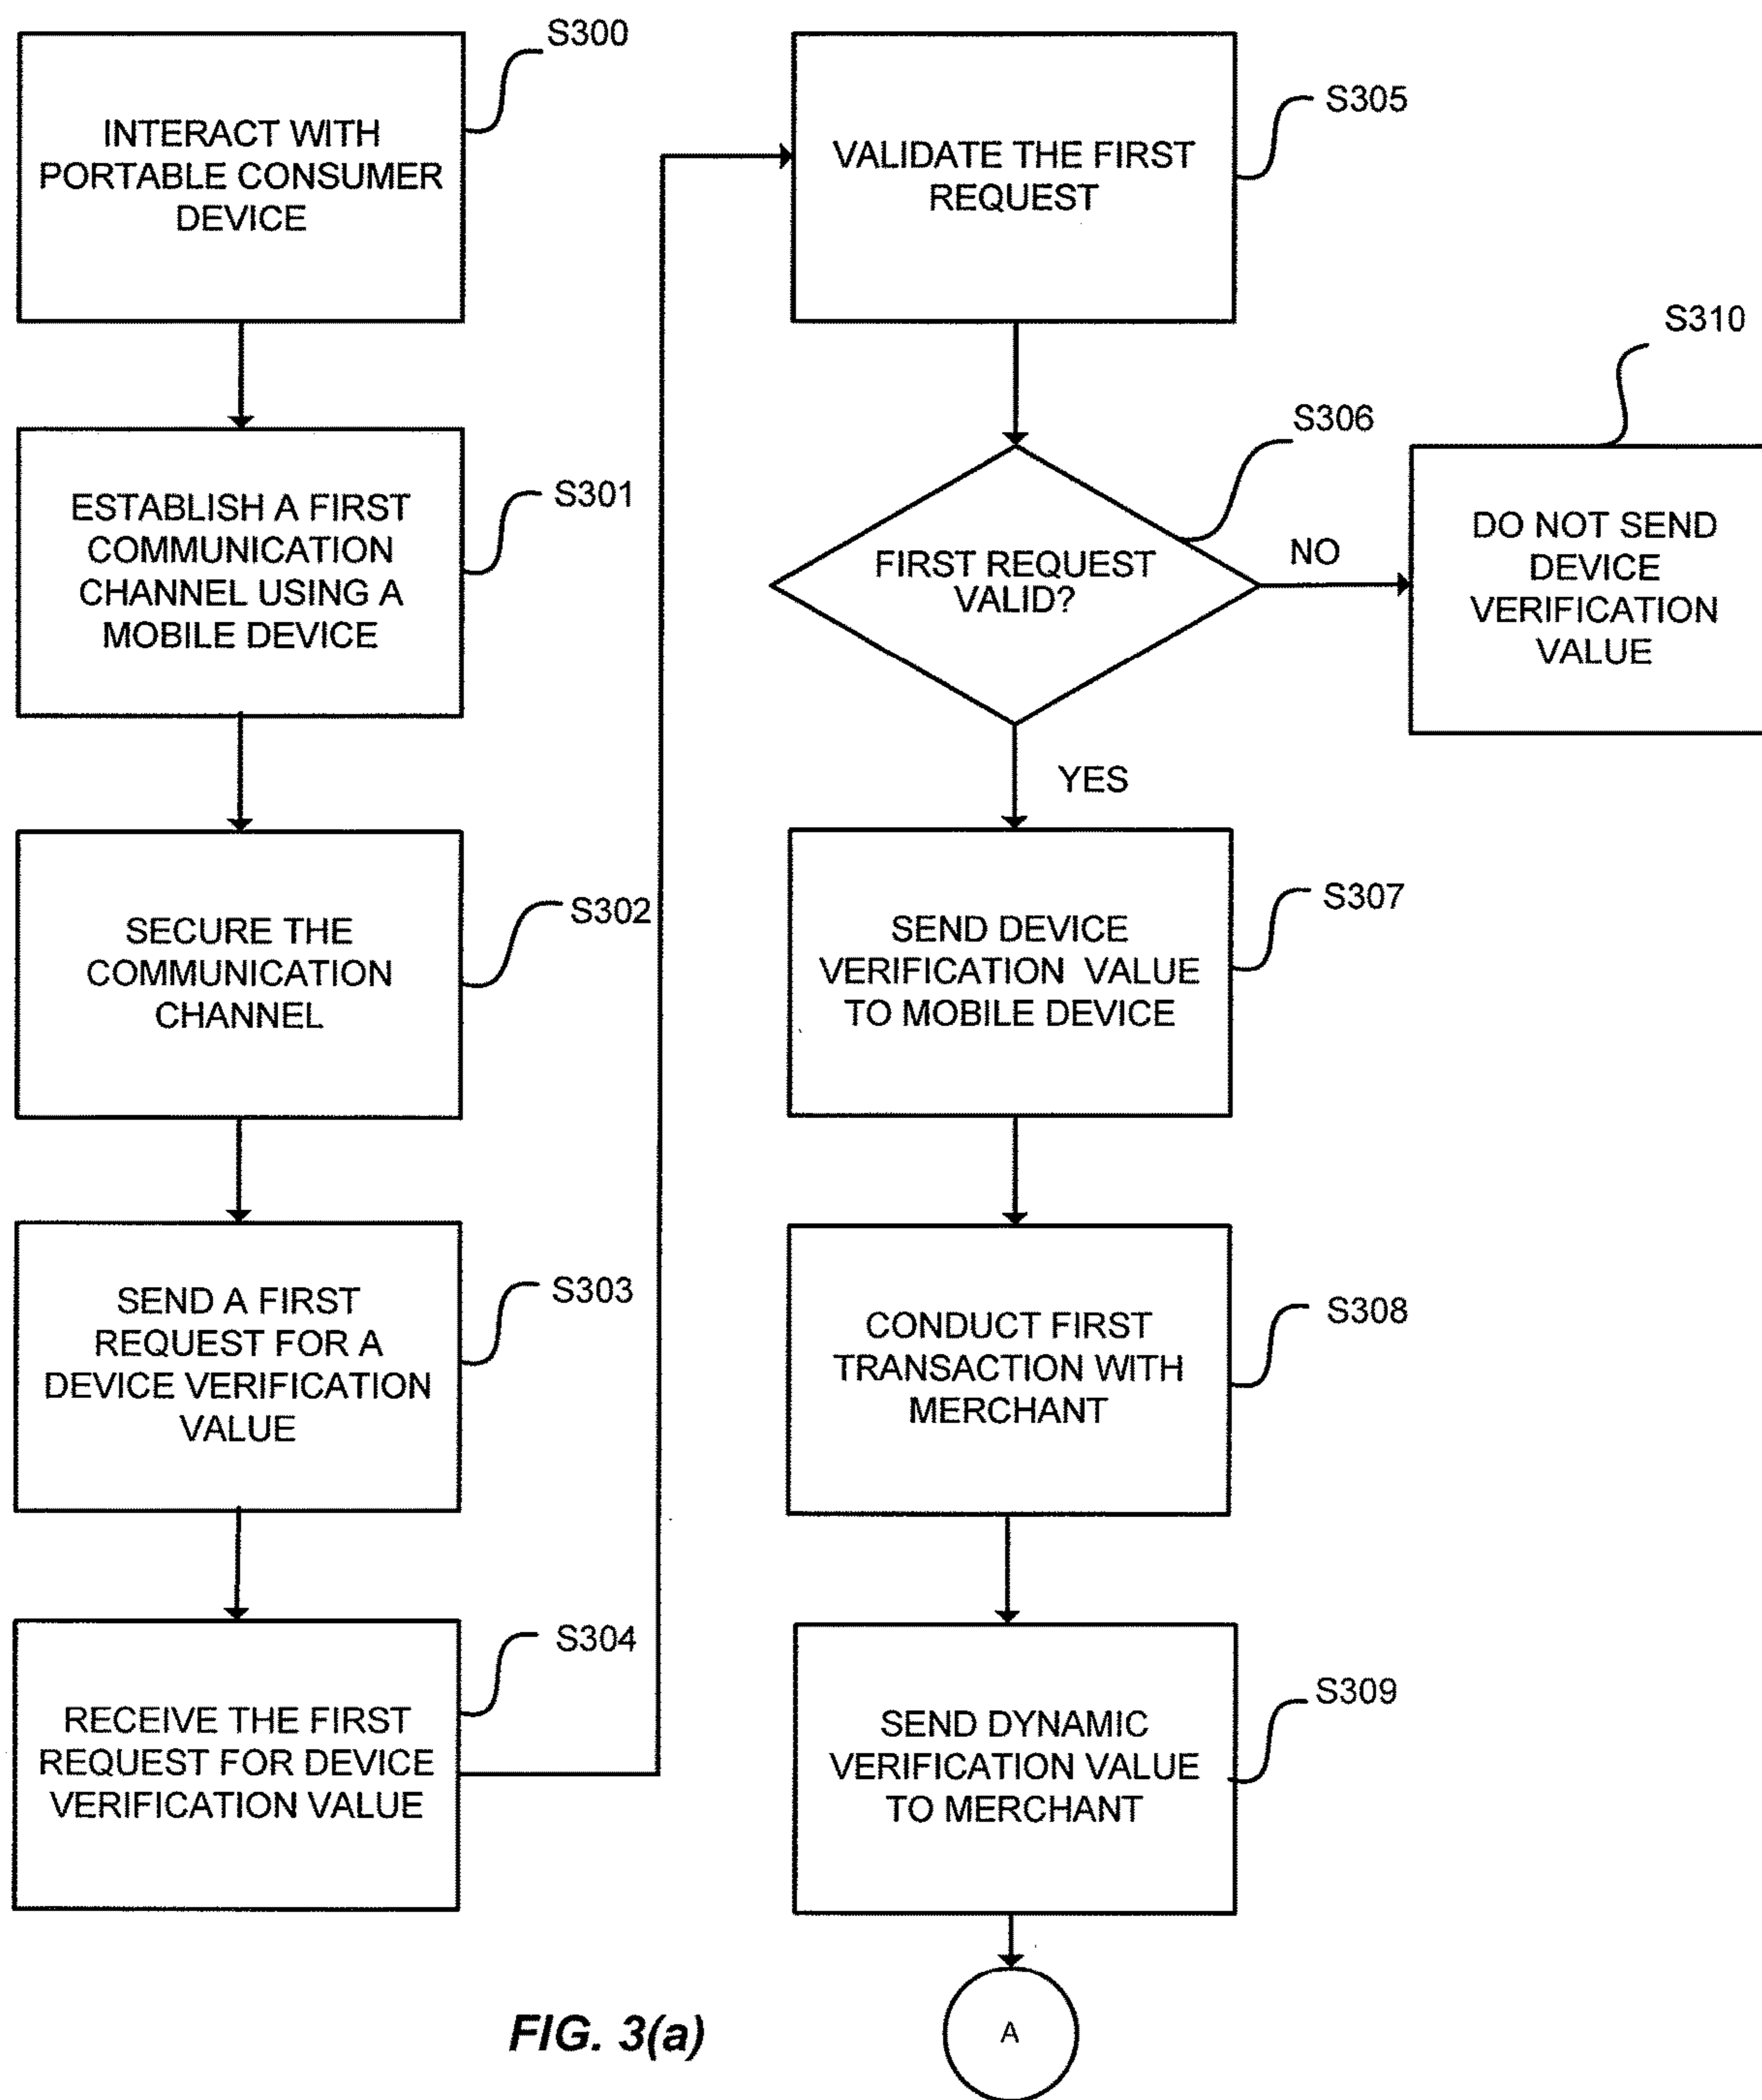 S300
INTERACT WITH
PORTABLE CONSUMER
DEVICE
S301
ESTABLISH A FIRST
COMMUNICATION
CHANNEL USING A
MOBILE DEVICE
S302
SECURE THE
COMMUNICATION
CHANNEL
S303
SEND A FIRST
REQUEST FOR A
DEVICE VERIFICATION
VALUE
S304
RECEIVE THE FIRST
REQUEST FOR DEVICE
VERIFICATION VALUE
S305
VALIDATE THE FIRST
REQUEST
S306
FIRST REQUEST
VALID?
NO
S310
DO NOT SEND
DEVICE
VERIFICATION
VALUE
YES
S307
SEND DEVICE
VERIFICATION VALUE
TO MOBILE DEVICE
S308
CONDUCT FIRST
TRANSACTION WITH
MERCHANT
S309
SEND DYNAMIC
VERIFICATION VALUE
TO MERCHANT
A
FIG. 3(a)